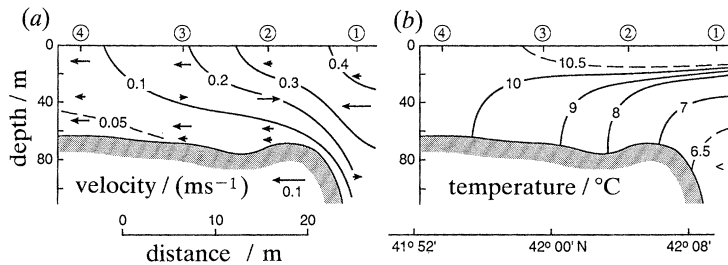 (a) ④ ③ ② ① (b) ④ ③ ② ①
0 0.4 0 10.5
0.1 0.2 0.3 10
40 9 8 7
0.05
80 6.5
depth / m
velocity / (ms−1) 0.1 temperature / °C <
0 10 20
distance / m 41°52' 42°00' N 42°08'